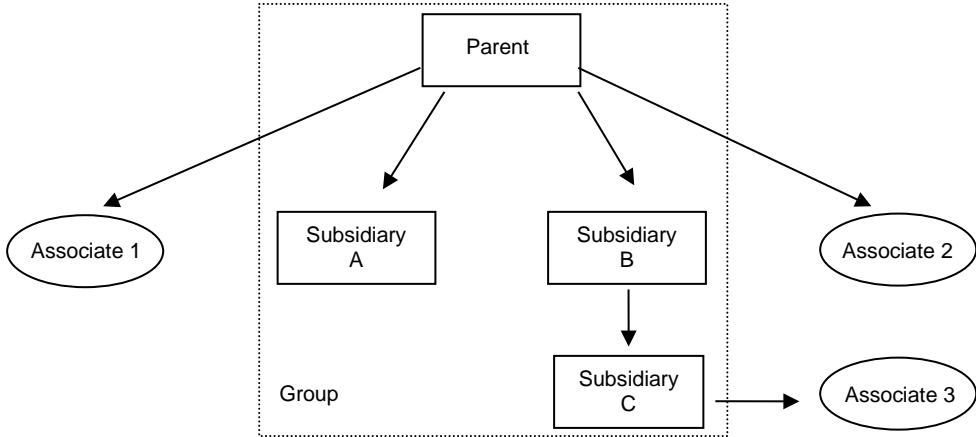 Parent
Associate 1
Subsidiary
A
Subsidiary
B
Associate 2
Group
Subsidiary
C
Associate 3